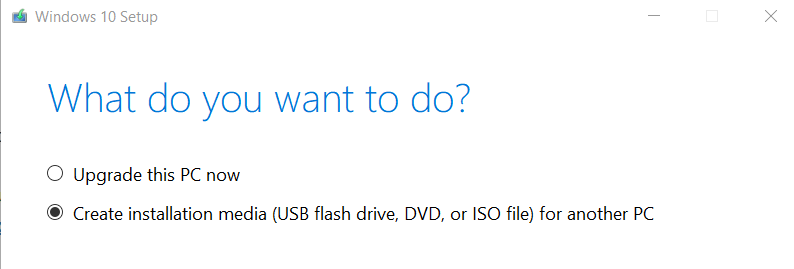 Windows 10 Setup
What do you want to do?
Upgrade this PC now
Create installation media (USB flash drive, DVD, or ISO file) for another PC